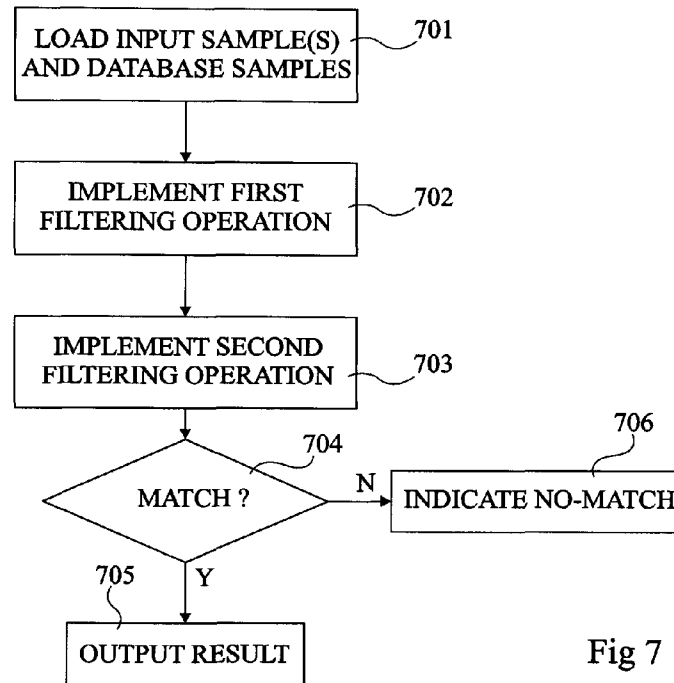 LOAD INPUT SAMPLE(S)
AND DATABASE SAMPLES
701
IMPLEMENT FIRST
FILTERING OPERATION
702
IMPLEMENT SECOND
FILTERING OPERATION
703
704
MATCH ?
N
706
INDICATE NO-MATCH
Y
705
OUTPUT RESULT
Fig 7